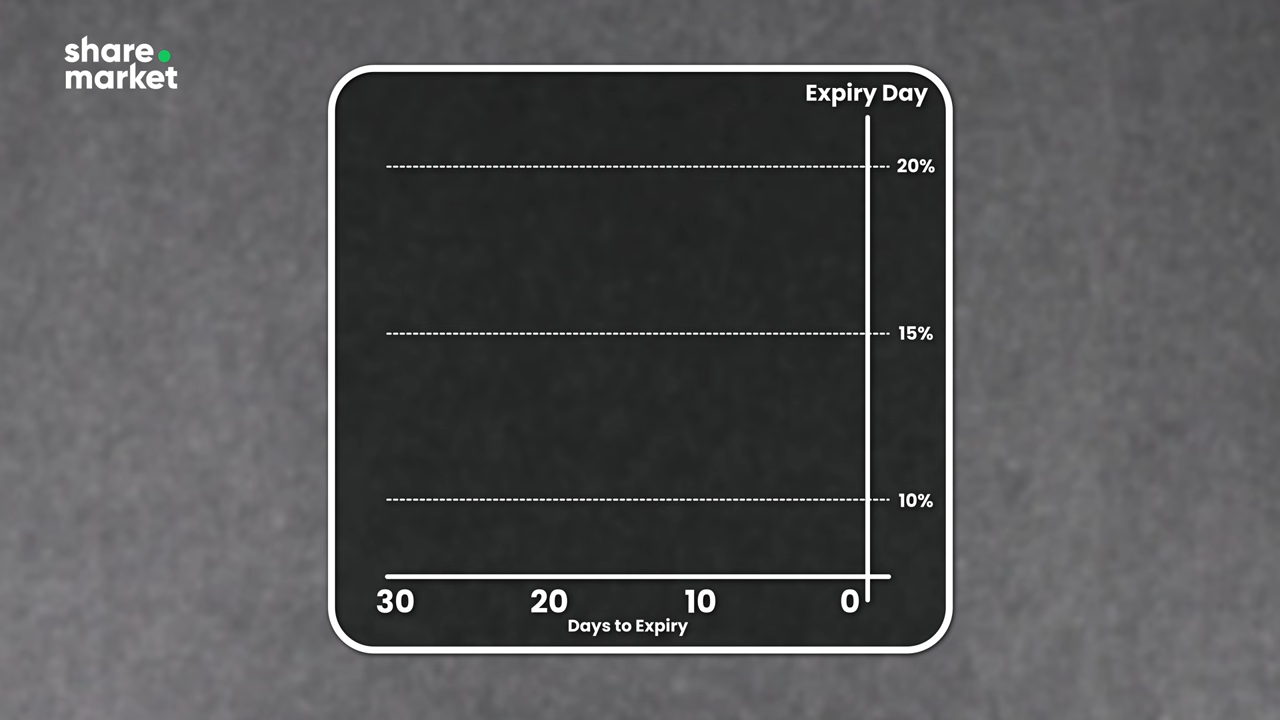 share.
market
Expiry Day
20%
15%
10%
30 20 10 0
Days to Expiry